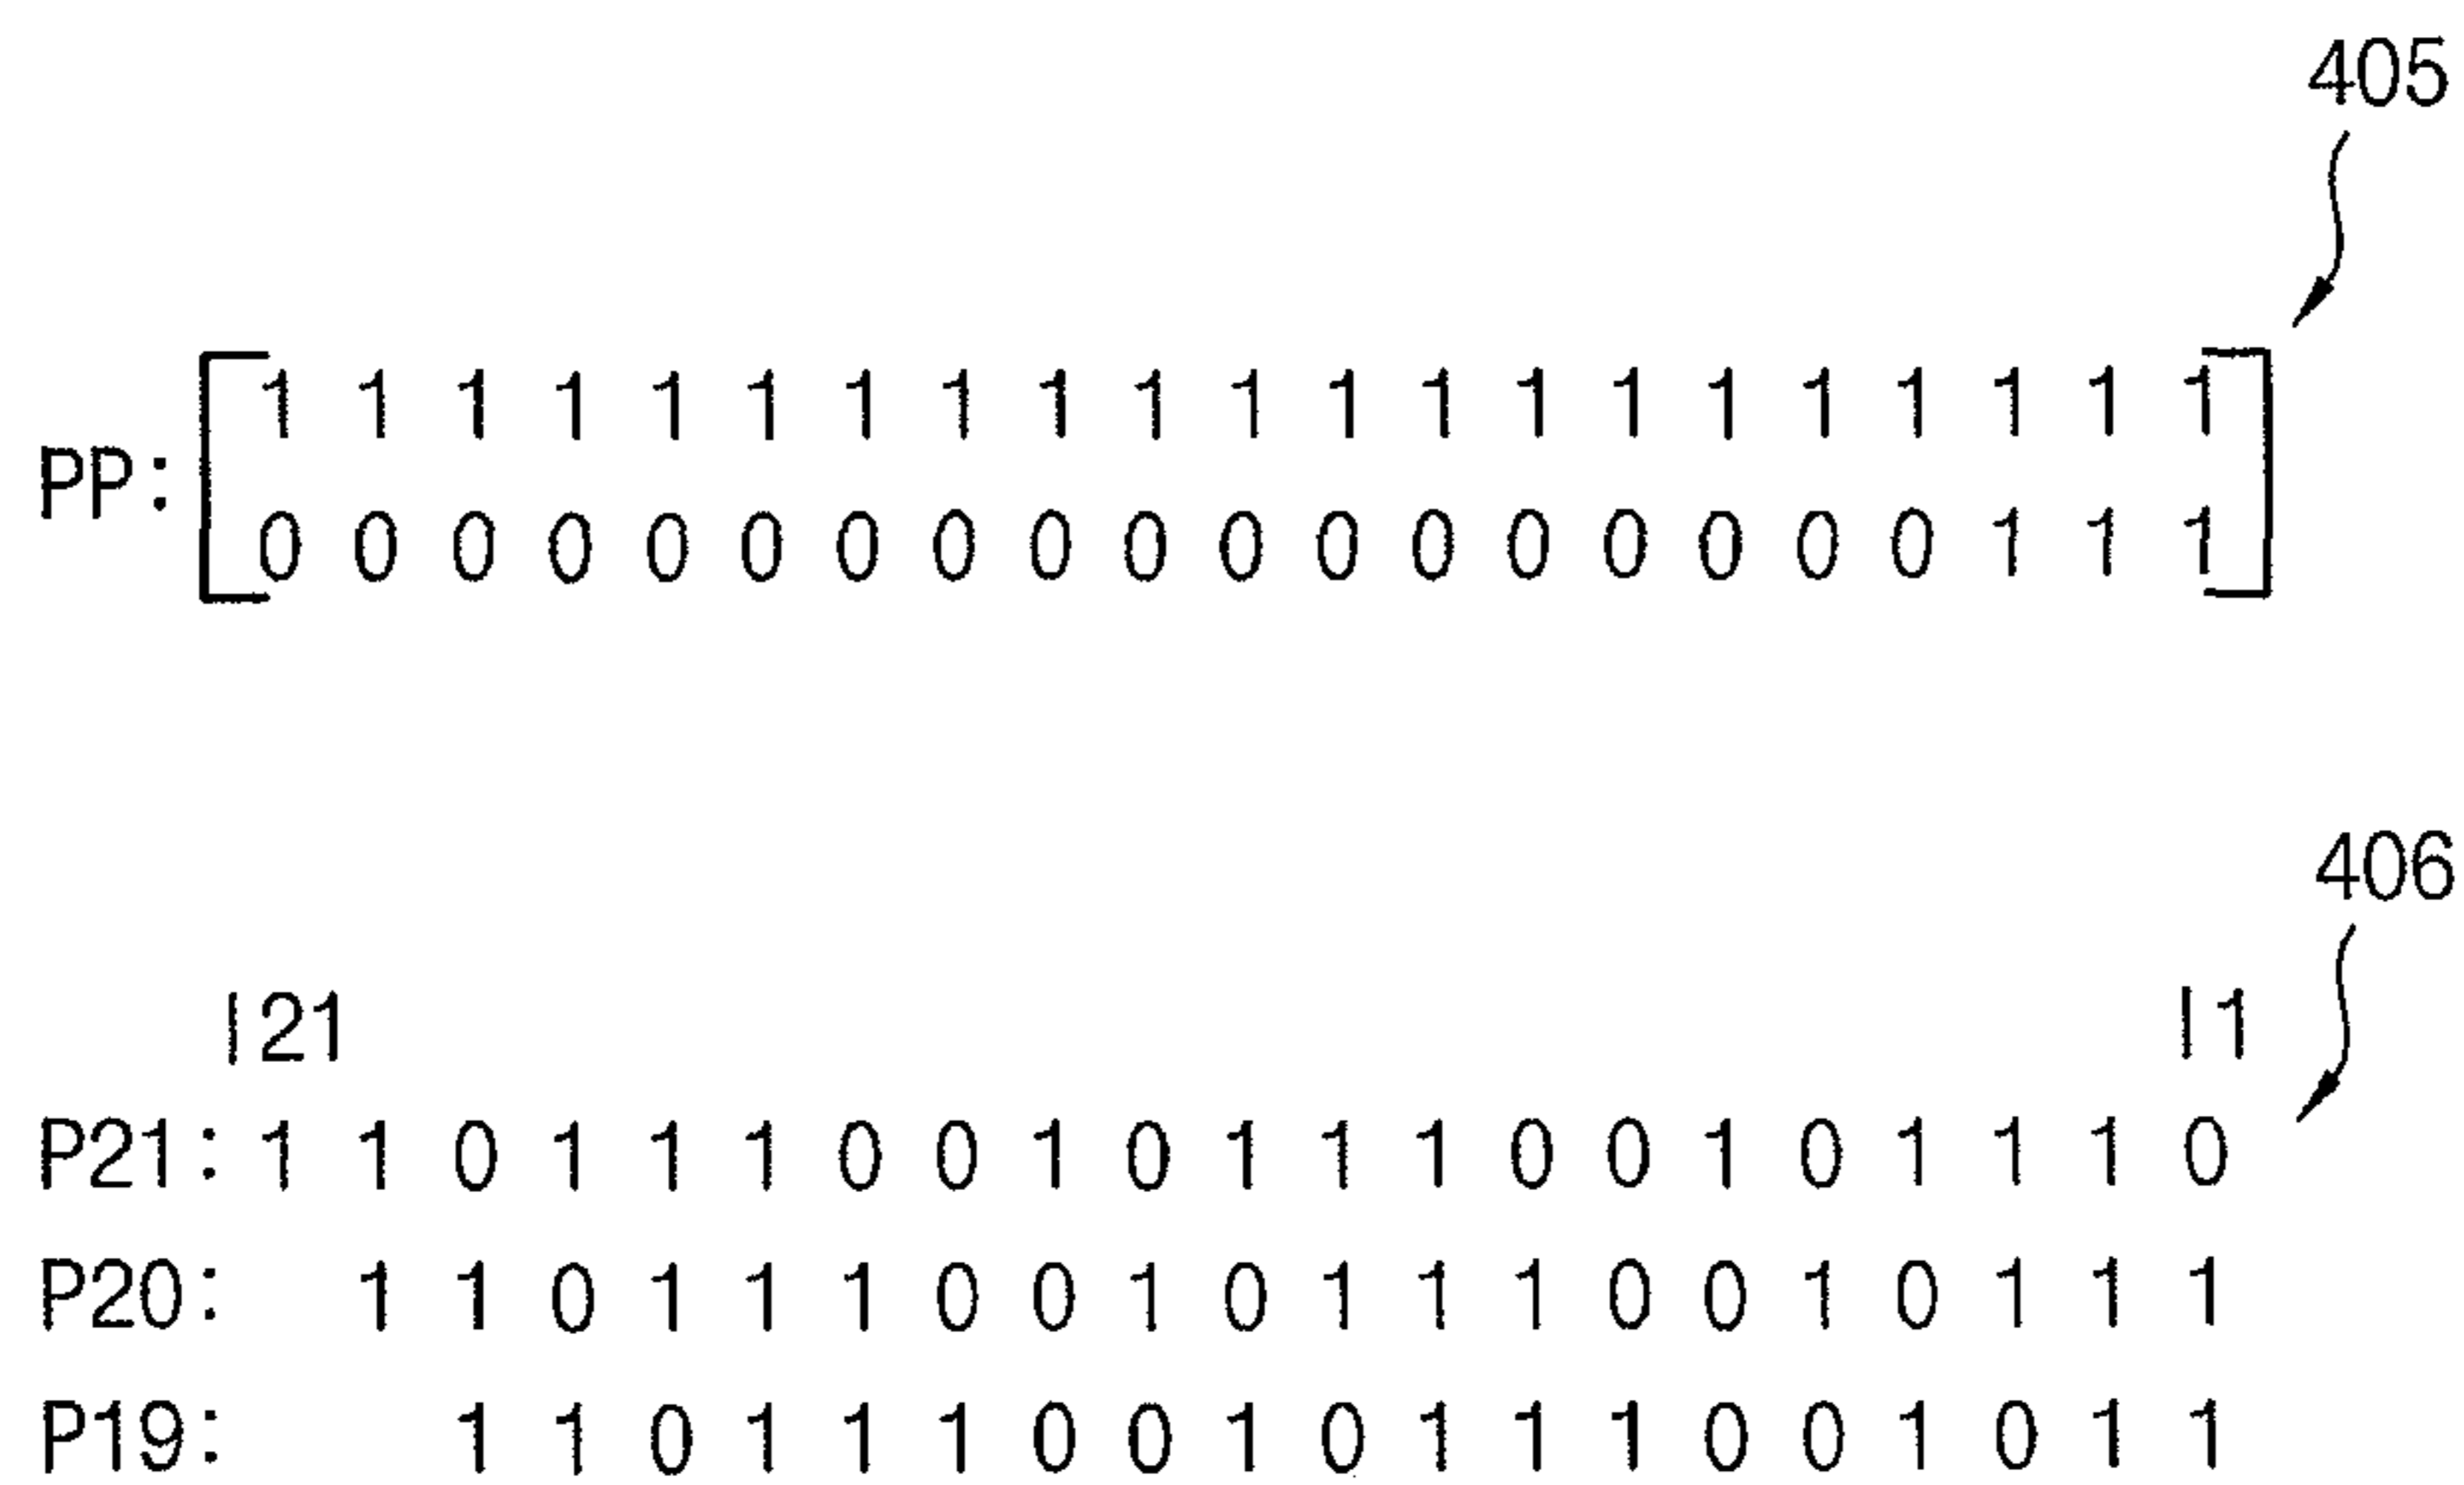 405
1 1 1 1 1 1 1 1 1 1 1 1 1 1 1 1 1 1 1 1 1
PP:
0 0 0 0 0 0 0 0 0 0 0 0 0 0 0 0 0 0 1 1 1
406
I21 I1
P21: 1 1 0 1 1 1 0 0 1 0 1 1 1 0 0 1 0 1 1 1 0
P20: 1 1 0 1 1 1 0 0 1 0 1 1 1 0 0 1 0 1 1 1
P19: 1 1 0 1 1 1 0 0 1 0 1 1 1 0 0 1 0 1 1